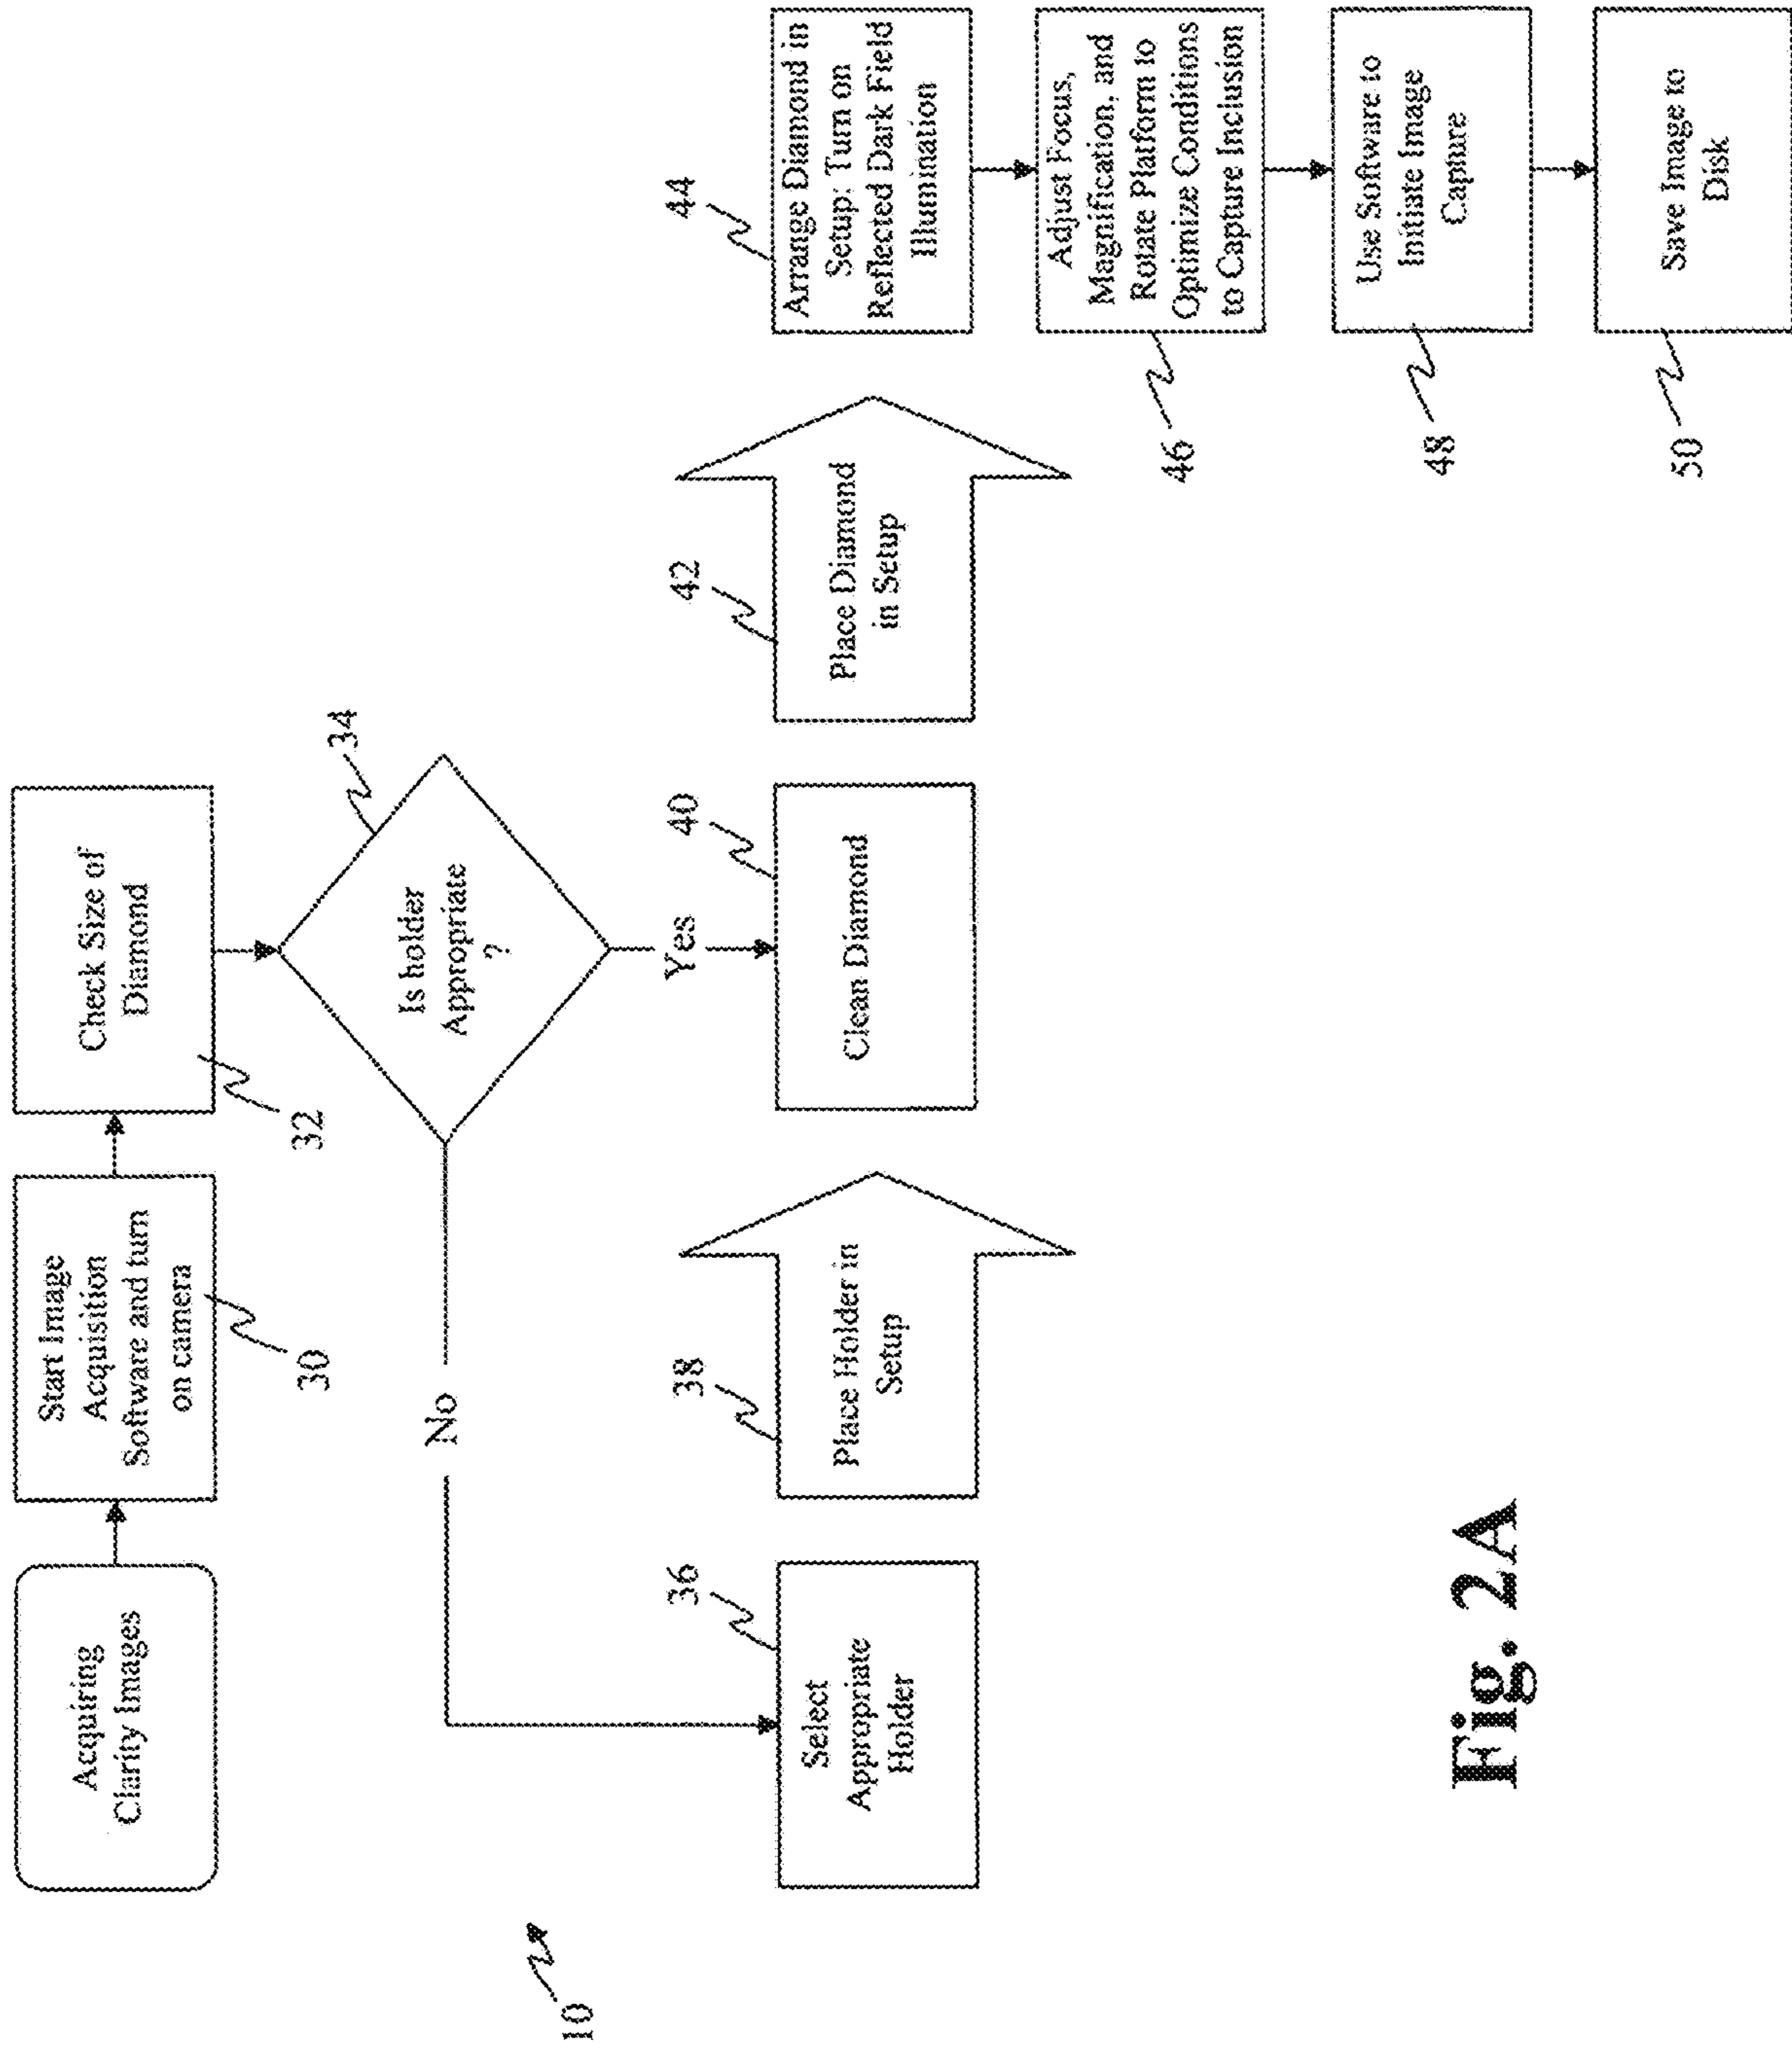 Acquiring
Clarity Images
Start Image
Acquisition
Software and turn
on camera
30
Check Size of
Diamond
32
Is holder
Appropriate
?
34
No
Yes
10
Select
Appropriate
Holder
36
Place Holder in
Setup
38
Clean Diamond
40
Place Diamond
in Setup
42
Arrange Diamond in
Setup: Turn on
Reflected Dark Field
Illumination
44
Adjust Focus,
Magnification, and
Rotate Platform to
Optimize Conditions
to Capture Inclusion
46
Use Software to
Initiate Image
Capture
48
Save Image to
Disk
50
Fig. 2A